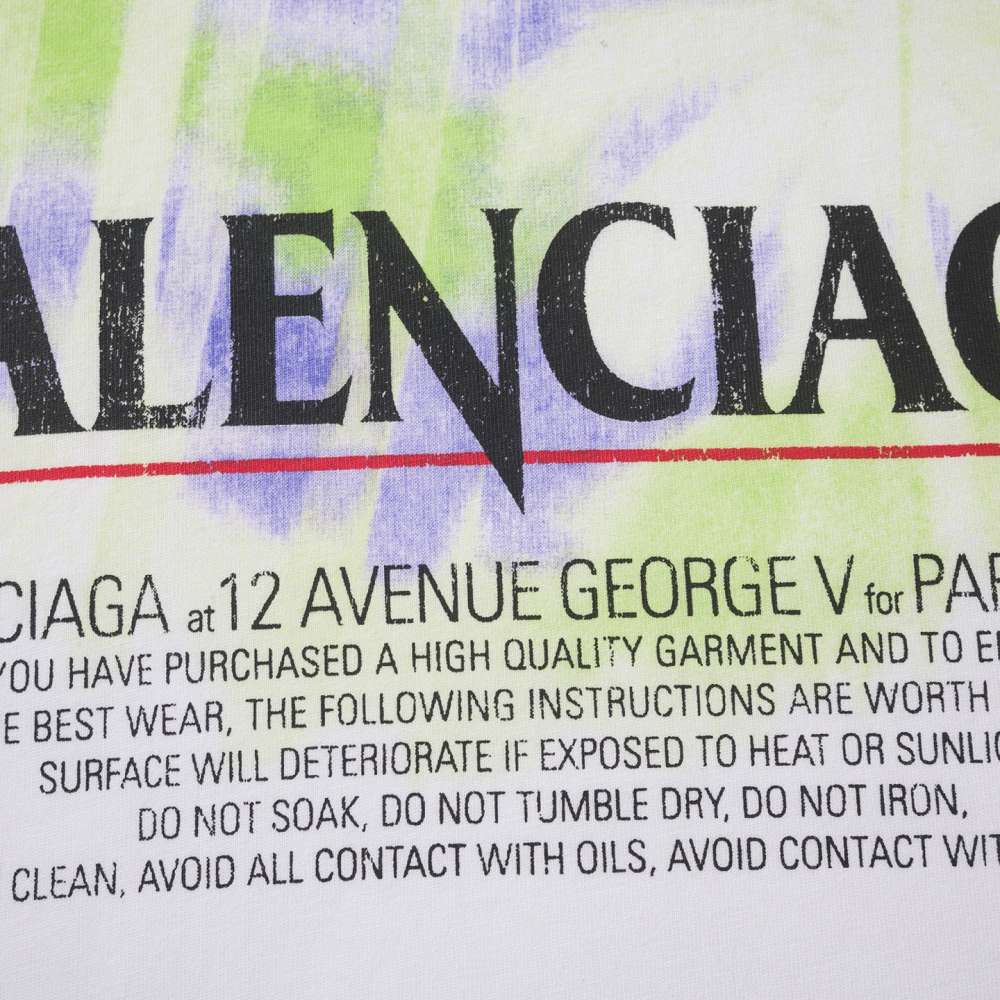 ALENCIAG
CIAGA at 12 AVENUE GEORGE V for PAR
YOU HAVE PURCHASED A HIGH QUALITY GARMENT AND TO E
E BEST WEAR, THE FOLLOWING INSTRUCTIONS ARE WORTH
SURFACE WILL DETERIORATE IF EXPOSED TO HEAT OR SUNLIG
DO NOT SOAK, DO NOT TUMBLE DRY, DO NOT IRON,
CLEAN, AVOID ALL CONTACT WITH OILS, AVOID CONTACT WIT